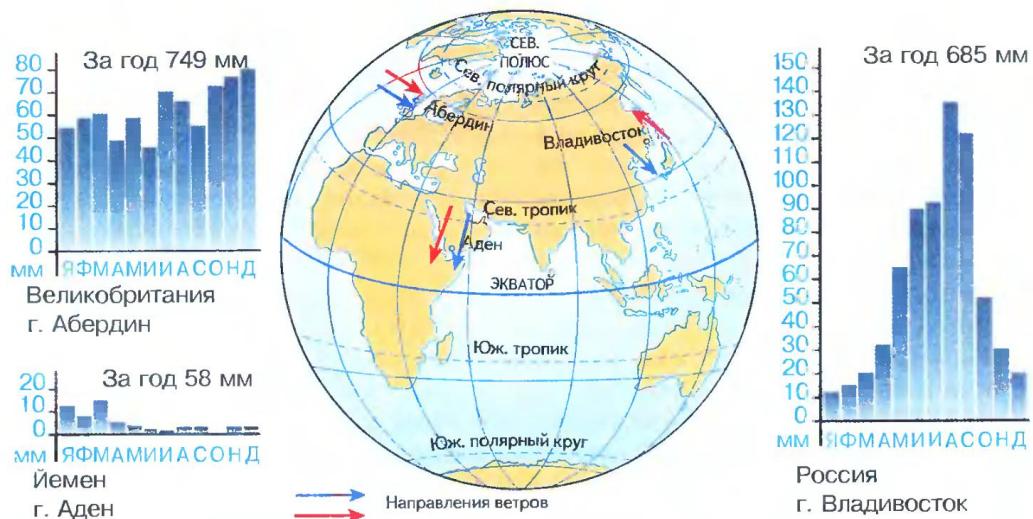 За год 749 мм
80
70
60
50
40
30
20
10
0
мм ЯФМАМИИАСОНД
Великобритания
г. Абердин
За год 58 мм
20
10
0
мм ЯФМАМИИАСОНД
Йемен
г. Аден
СЕВ.
ПОЛЮС
Сев. полярный круг
Абердин
Владивосток
Сев. тропик
Аден
ЭКВАТОР
Юж. тропик
Юж. полярный круг
Направления ветров
За год 685 мм
150
140
130
120
110
100
90
80
70
60
50
40
30
20
10
0
мм ЯФМАМИИАСОНД
Россия
г. Владивосток